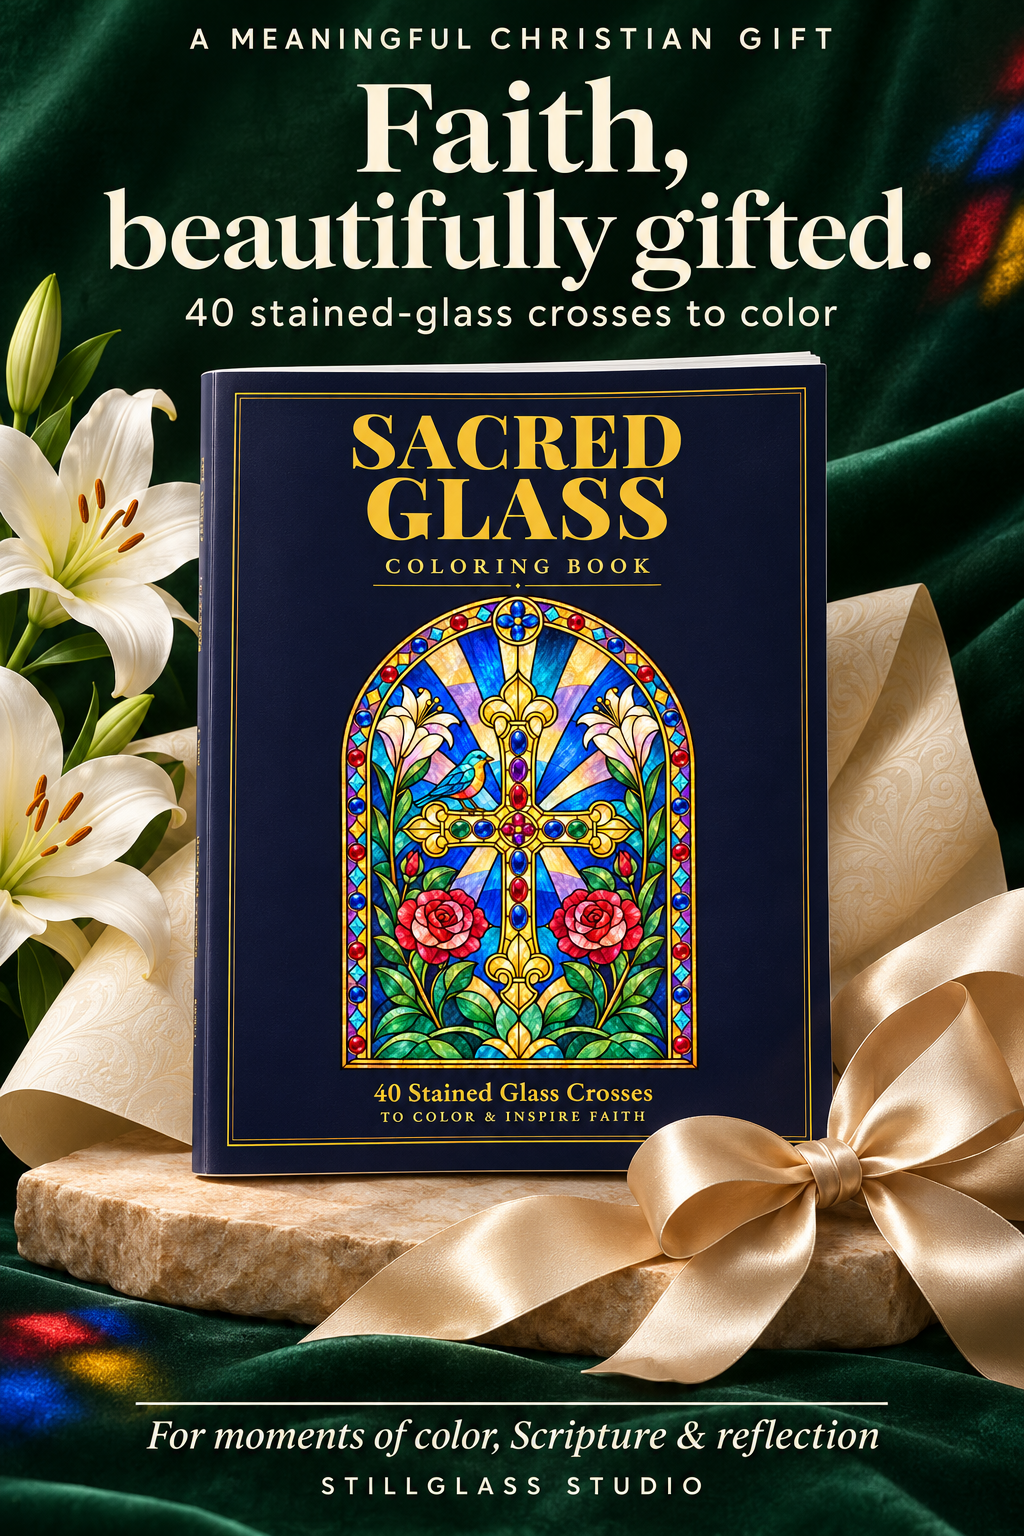 A MEANINGFUL CHRISTIAN GIFT
Faith,
beautifully gifted.
40 stained-glass crosses to color
SACRED
GLASS
COLORING BOOK
40 Stained Glass Crosses
TO COLOR & INSPIRE FAITH
For moments of color, Scripture & reflection
STILLGLASS STUDIO